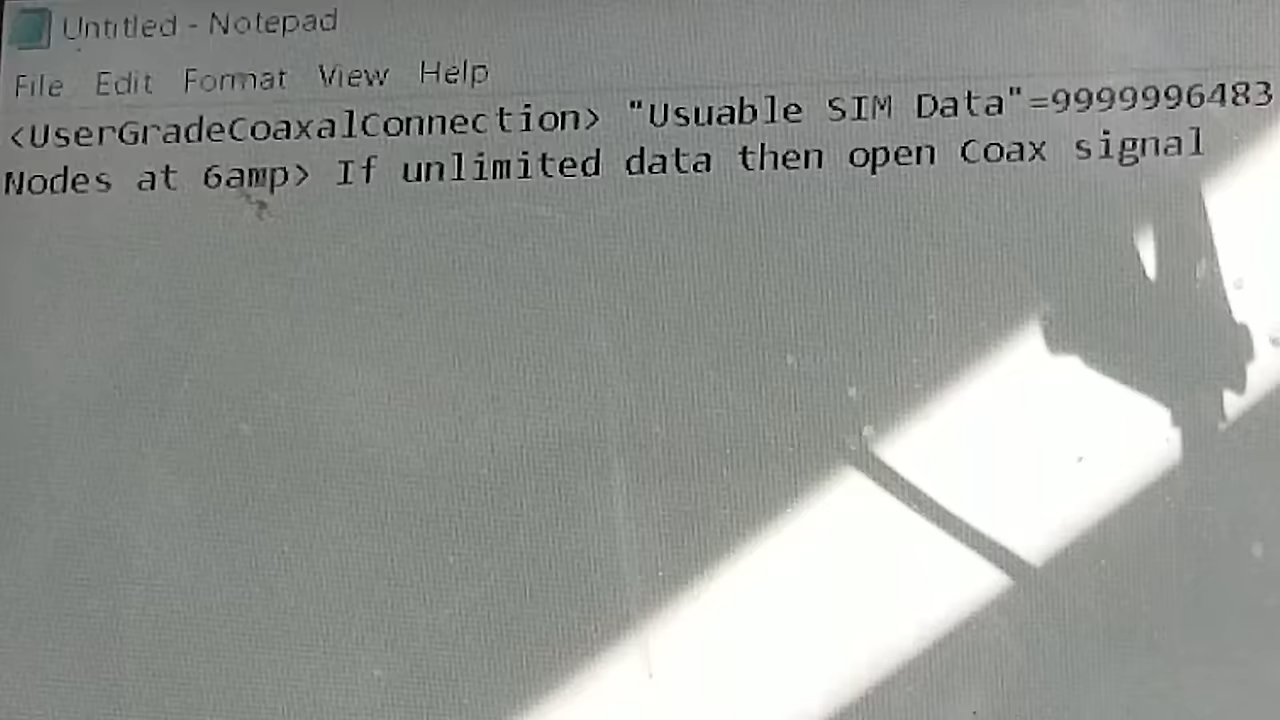 Untitled - Notepad
File Edit Format View Help
<UserGradeCoaxalConnection> "Usuable SIM Data"=9999996483
Nodes at 6amp> If unlimited data then open Coax signal